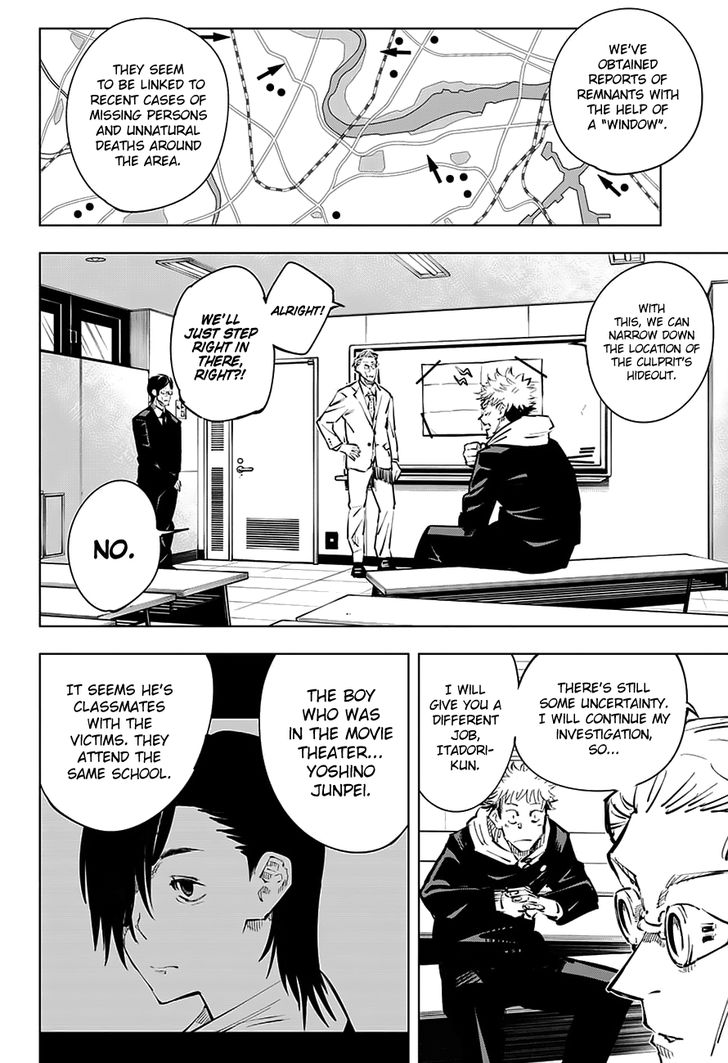 WE'VE
OBTAINED
REPORTS OF
REMNANTS
WITH THE
HELP OF
A "WINDOW".
THEY SEEM
TO BE LINKED TO
RECENT CASES OF
MISSING PERSONS
AND UNNATURAL
DEATHS AROUND
THE AREA.
WITH
THIS, WE CAN
NARROW DOWN
THE LOCATION OF
THE CULPRIT'S
HIDEOUT.
ALRIGHT!
WE'LL
JUST STEP
RIGHT IN
THERE,
RIGHT?!
NO.
THERE'S STILL
SOME UNCERTAINTY.
I WILL CONTINUE MY
INVESTIGATION,
SO...
I WILL
GIVE YOU A
DIFFERENT
JOB,
ITADORI-
KUN.
THE BOY
WHO WAS
IN THE MOVIE
THEATER...
YOSHINO
JUNPEI.
IT SEEMS HE'S
CLASSMATES
WITH THE
VICTIMS. THEY
ATTEND THE
SAME SCHOOL.